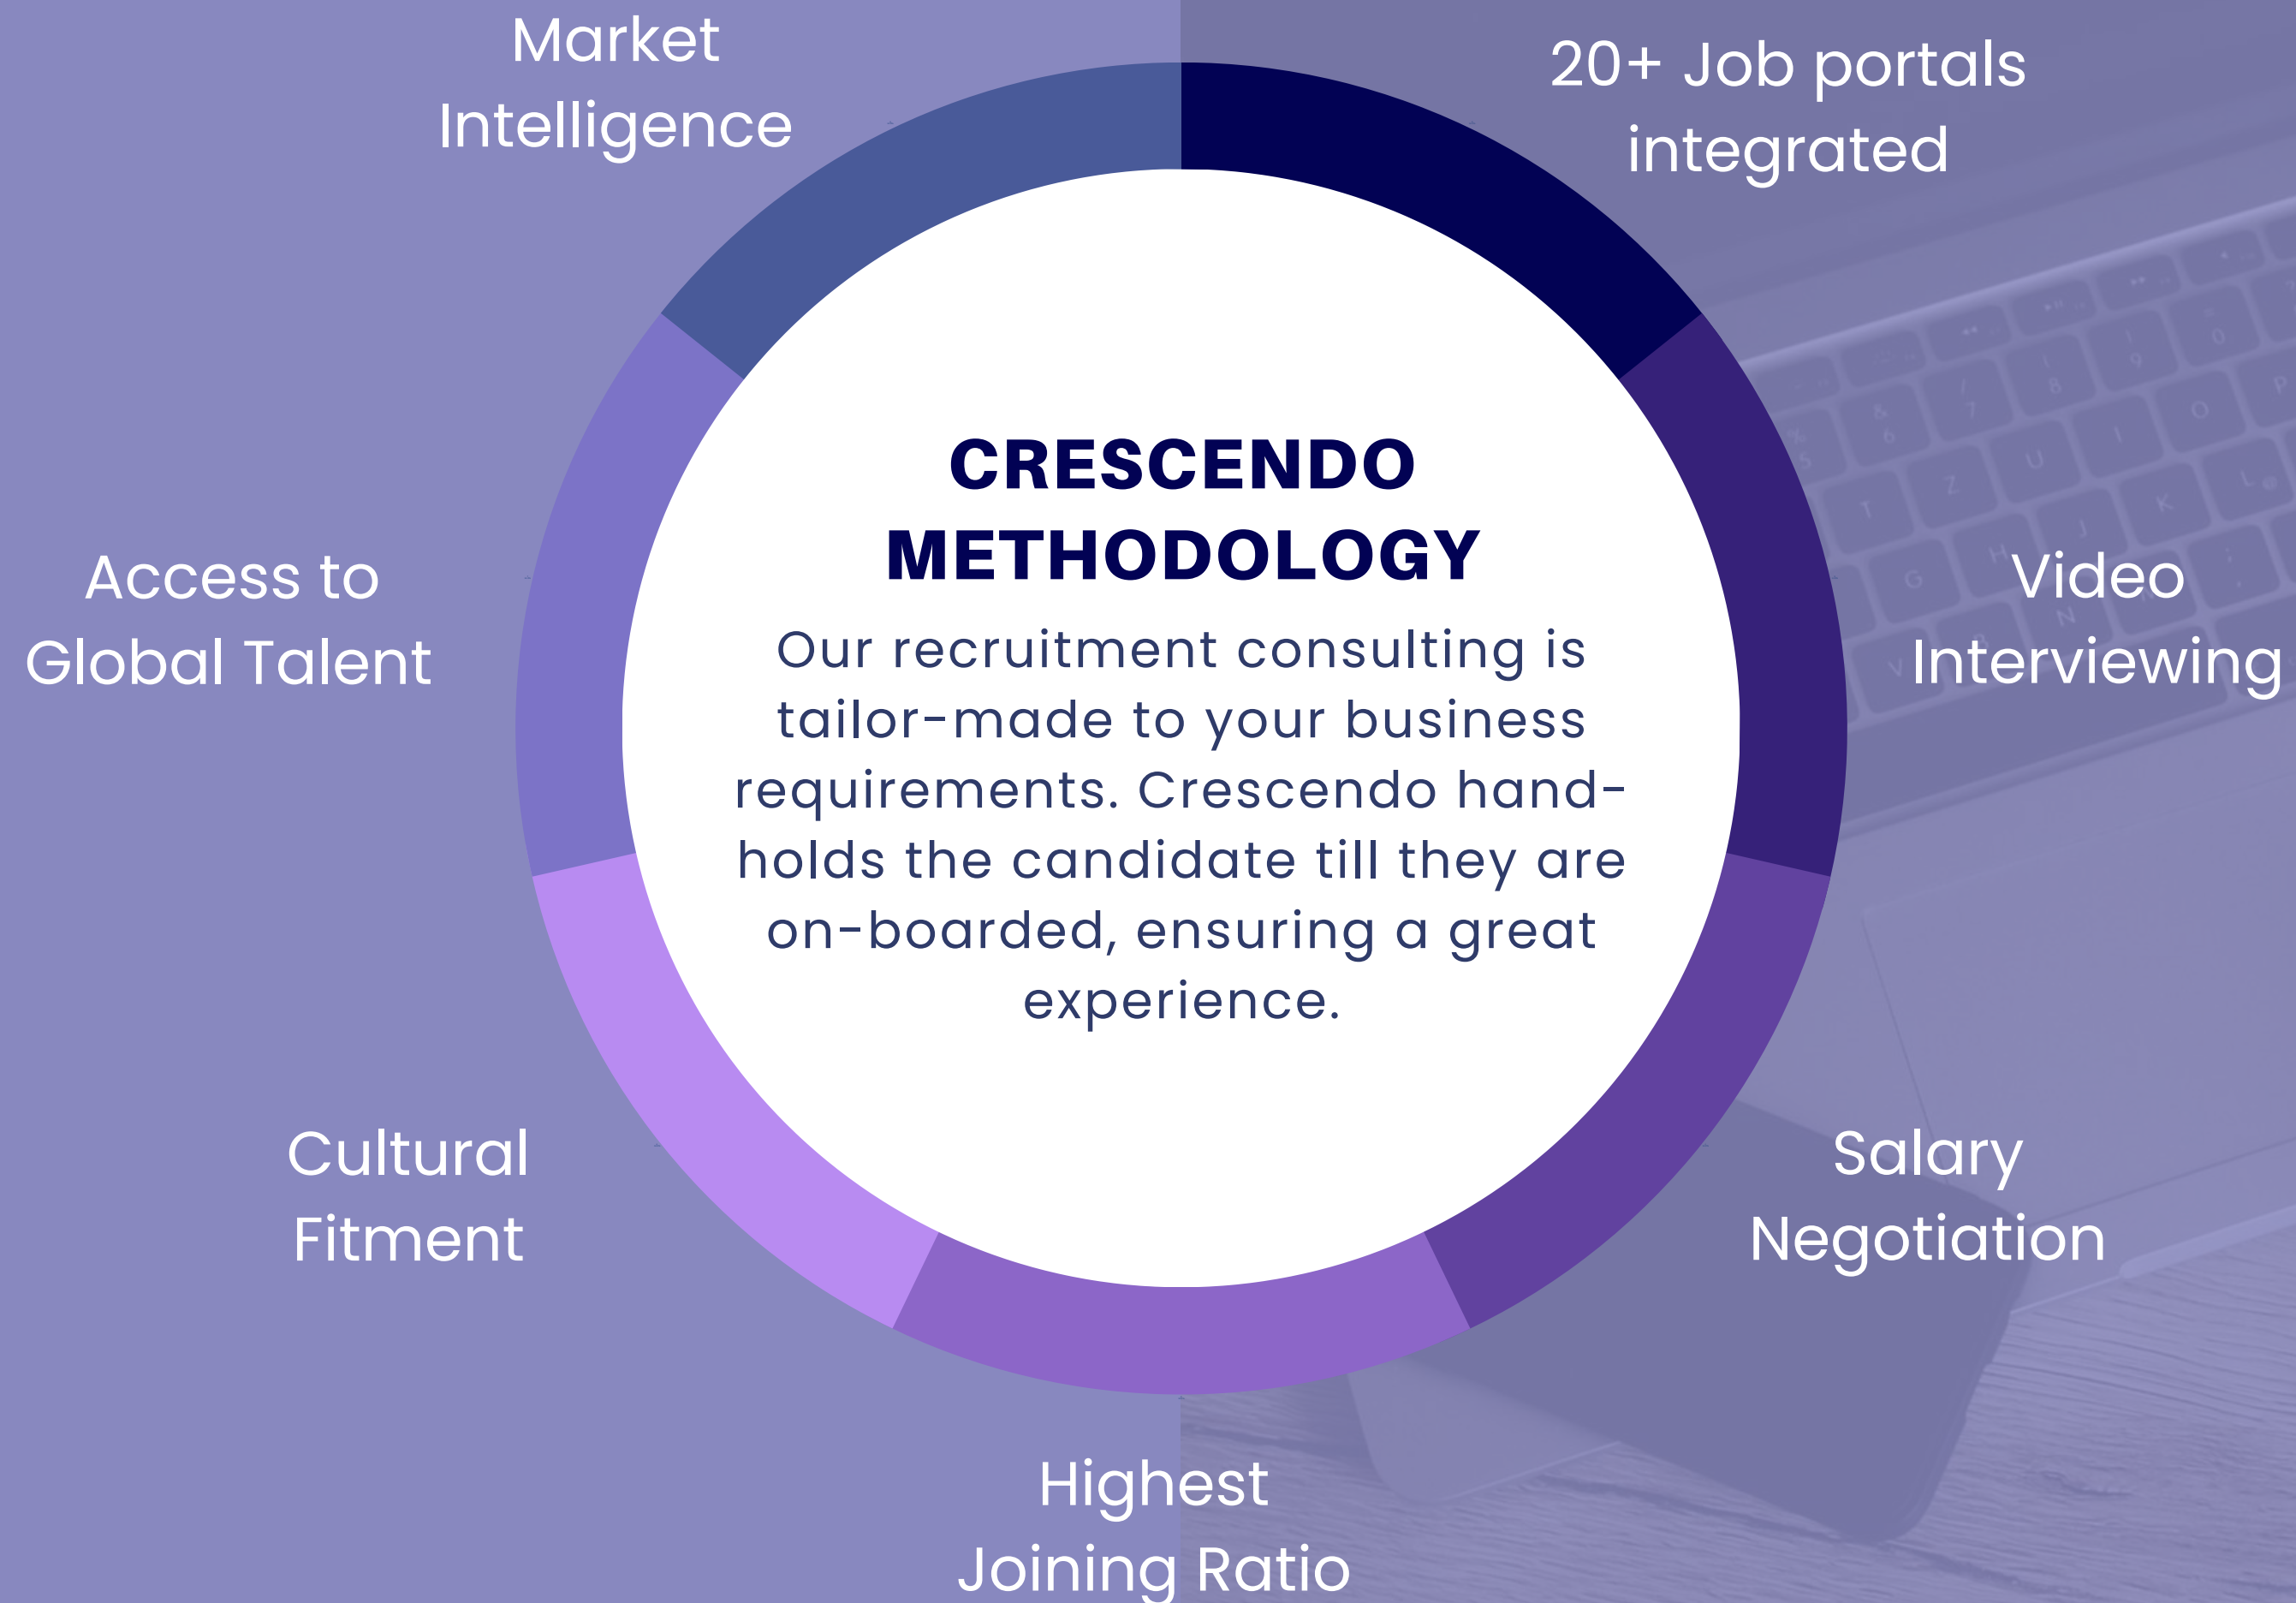 Market
Intelligence
20+ Job portals
integrated
Access to
Global Talent
CRESCENDO
METHODOLOGY
Our recruitment consulting is
tailor-made to your business
requirements. Crescendo hand-
holds the candidate till they are
on-boarded, ensuring a great
experience.
Video
Interviewing
Cultural
Fitment
Salary
Negotiation
Highest
Joining Ratio